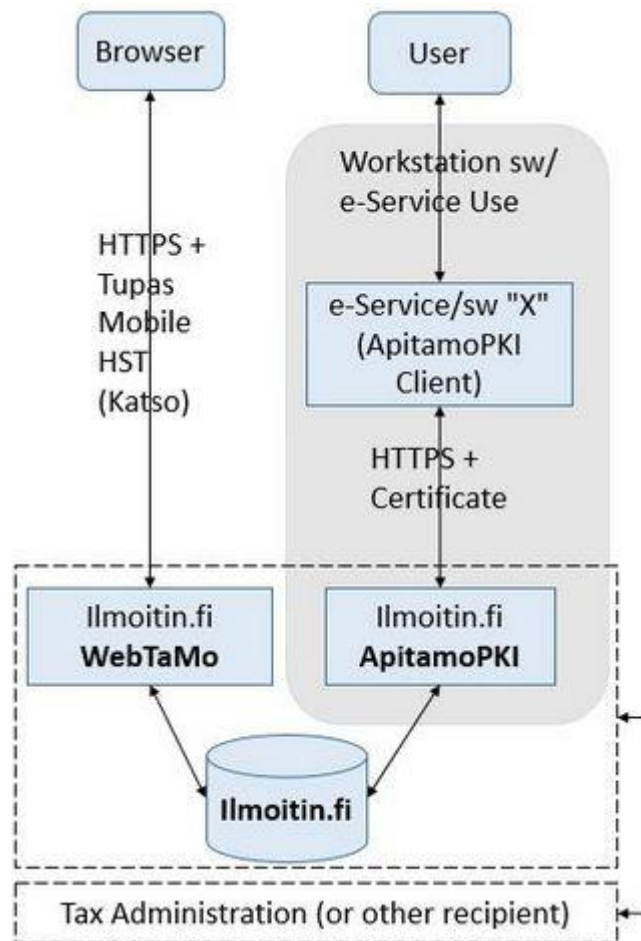 Browser
User
Workstation sw/
e-Service Use
HTTPS +
Tupas
Mobile
HST
(Katso)
e-Service/sw "X"
(ApitamoPKI
Client)
HTTPS +
Certificate
Ilmoitin.fi
WebTaMo
Ilmoitin.fi
ApitamoPKI
Ilmoitin.fi
Tax Administration (or other recipient)